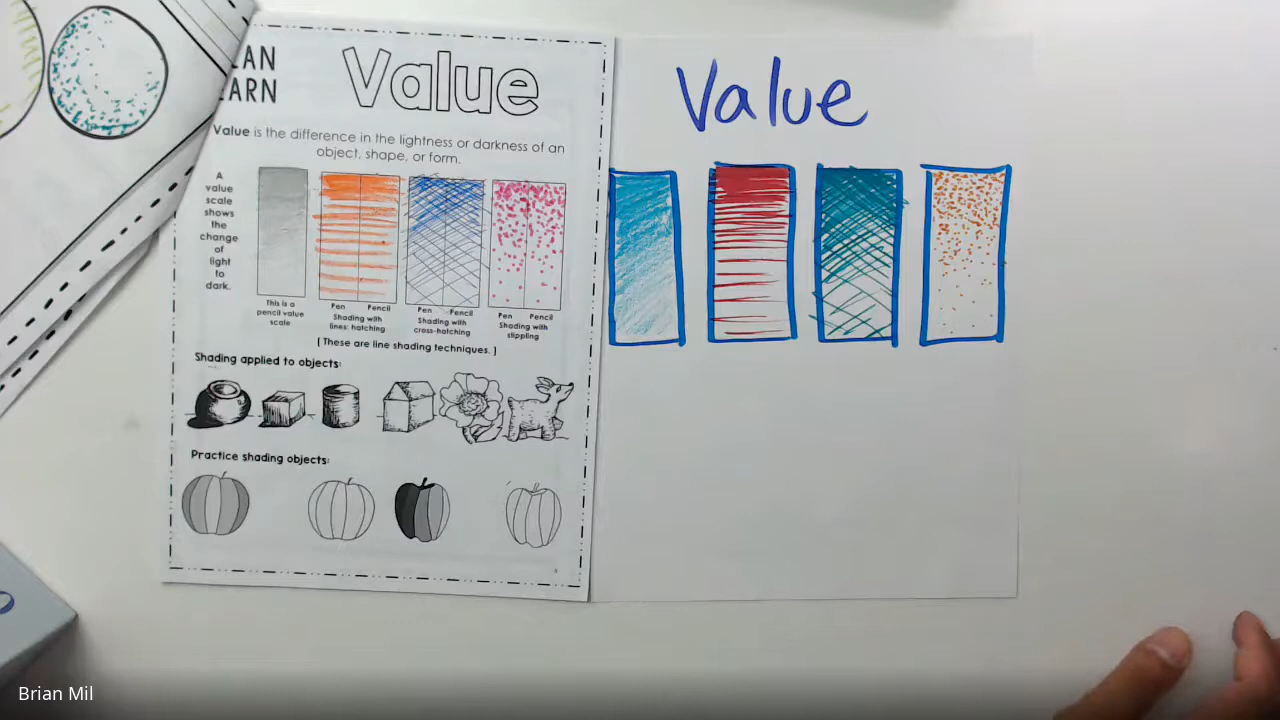 EAN
EARN
Value
Value is the difference in the lightness or darkness of an
object, shape, or form.
A
value
scale
shows
the
change
of
light
to
dark.
This is a
pencil value
scale
Pen Pencil
Shading with
lines: hatching
Pen Pencil
Shading with
cross-hatching
Pen Pencil
Shading with
stippling
[ These are line shading techniques. ]
Shading applied to objects:
Practice shading objects:
Value
Brian Mil